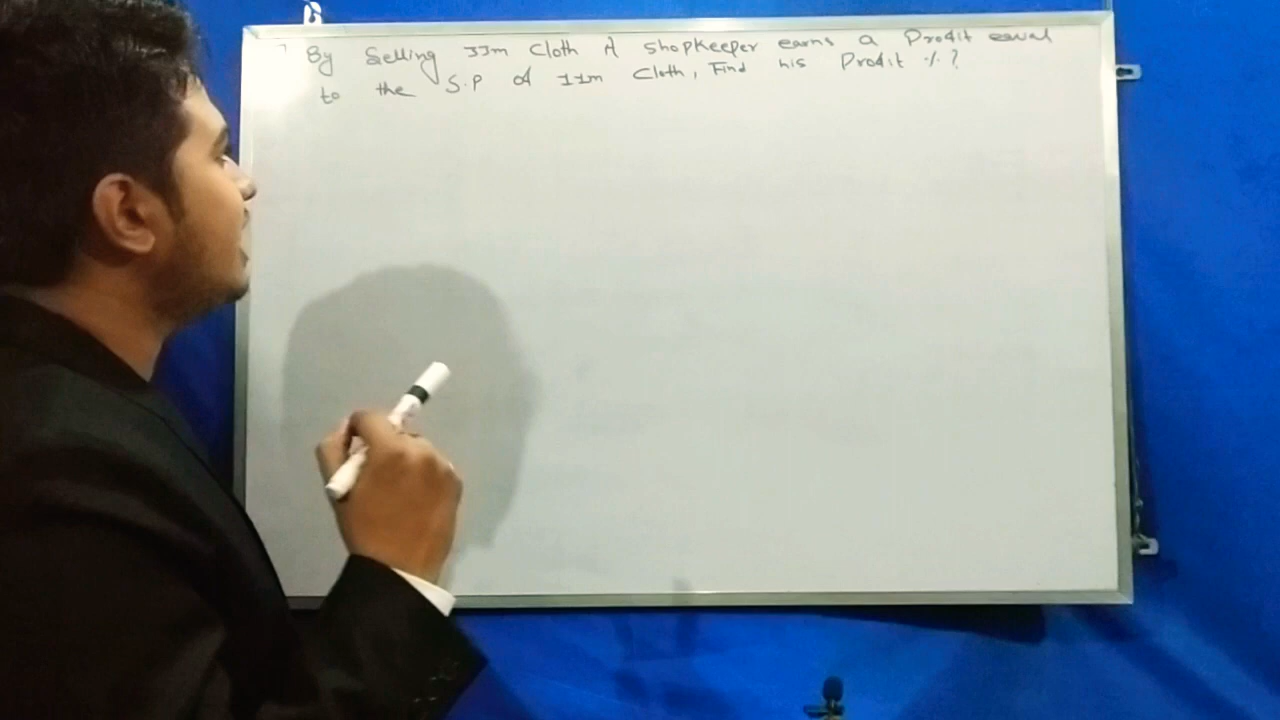 By Selling 33m Cloth A shopkeeper earns a Profit equal
to the S.P of 11m Cloth, Find his Profit %?